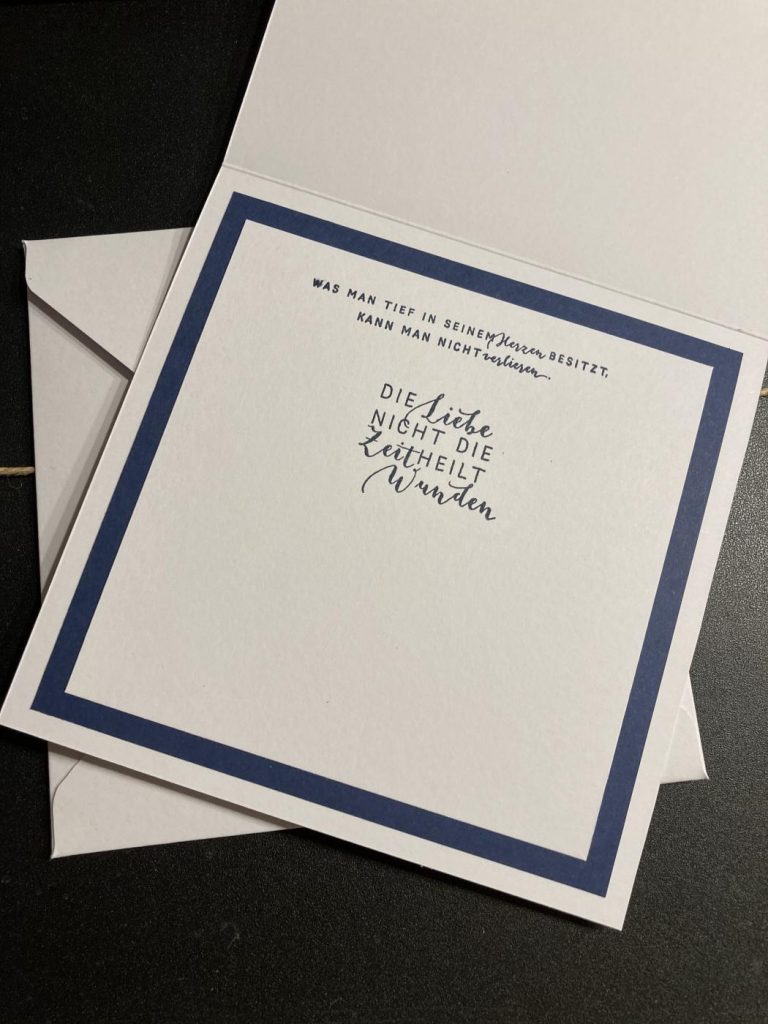 WAS MAN TIEF IN SEINEM Herzen BESITZT,
KANN MAN NICHT verlieren.
DIE Liebe
NICHT DIE
Zeit HEILT
Wunden